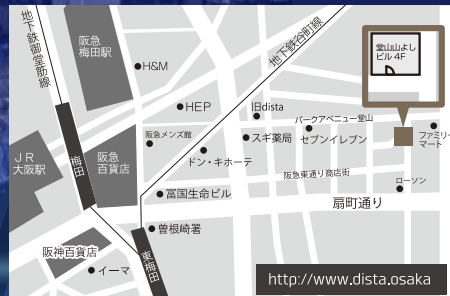 地下鉄御堂筋線
阪急
梅田駅
H&M
地下鉄谷町線
堂山山よし
ビル 4F
HEP
旧dista
パークアベニュー堂山
阪急メンズ館
スギ薬局
セブンイレブン
ファミリー
マート
JR
大阪駅
梅田
阪急
百貨店
ドン・キホーテ
阪急東通り商店街
ローソン
富国生命ビル
扇町通り
曽根崎署
阪神百貨店
東梅田
イーマ
http://www.dista.osaka